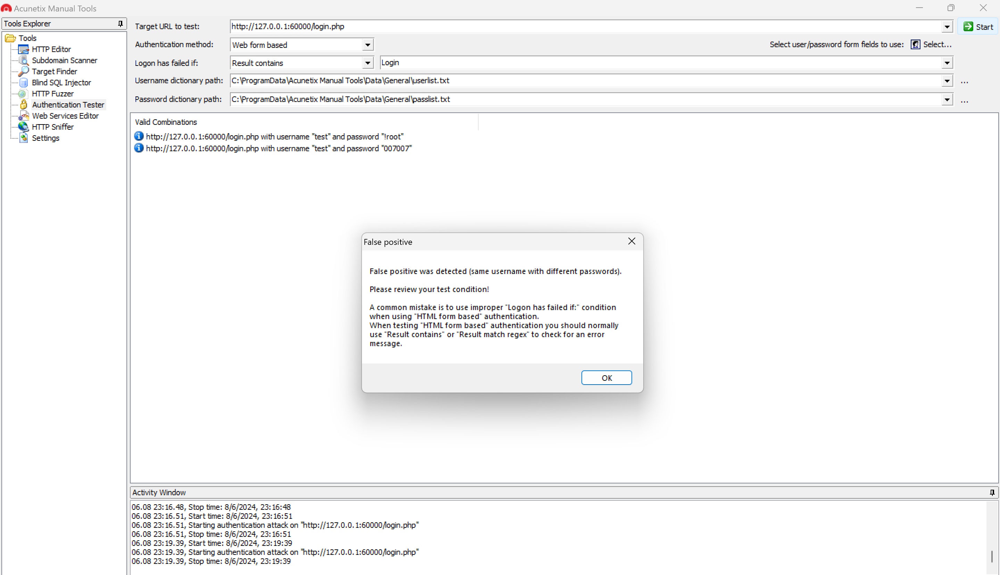 Acunetix Manual Tools
Tools Explorer
Tools
HTTP Editor
Subdomain Scanner
Target Finder
Blind SQL Injector
HTTP Fuzzer
Authentication Tester
Web Services Editor
HTTP Sniffer
Settings
Target URL to test: http://127.0.0.1:60000/login.php Start
Authentication method: Web form based Select user/password form fields to use: Select...
Logon has failed if: Result contains Login
Username dictionary path: C:\ProgramData\Acunetix Manual Tools\Data\General\userlist.txt ...
Password dictionary path: C:\ProgramData\Acunetix Manual Tools\Data\General\passlist.txt ...
Valid Combinations
http://127.0.0.1:60000/login.php with username "test" and password "!root"
http://127.0.0.1:60000/login.php with username "test" and password "007007"
False positive
False positive was detected (same username with different passwords).
Please review your test condition!
A common mistake is to use improper "Logon has failed if:" condition
when using "HTML form based" authentication.
When testing "HTML form based" authentication you should normally
use "Result contains" or "Result match regex" to check for an error
message.
OK
Activity Window
06.08 23:16.48, Stop time: 8/6/2024, 23:16:48
06.08 23:16.51, Start time: 8/6/2024, 23:16:51
06.08 23:16.51, Starting authentication attack on "http://127.0.0.1:60000/login.php"
06.08 23:16.51, Stop time: 8/6/2024, 23:16:51
06.08 23:19.39, Start time: 8/6/2024, 23:19:39
06.08 23:19.39, Starting authentication attack on "http://127.0.0.1:60000/login.php"
06.08 23:19.39, Stop time: 8/6/2024, 23:19:39